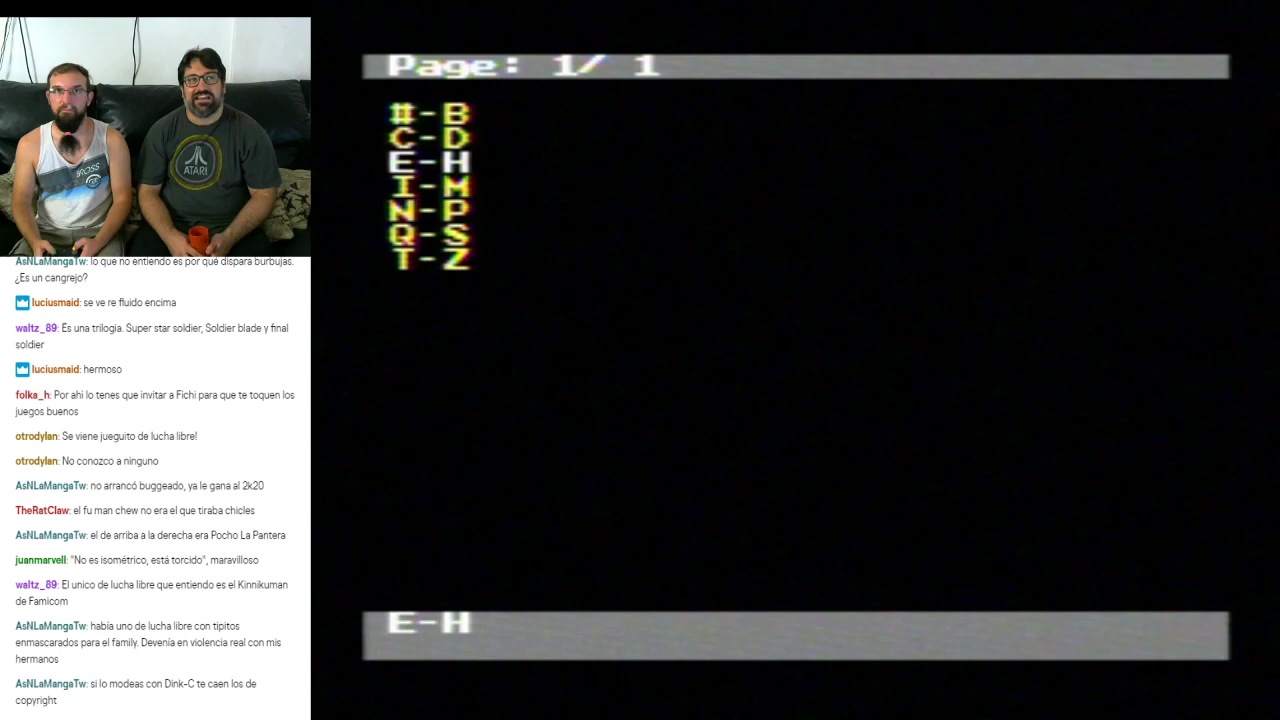 BROSS
ATARI
AsNLaMangaTw: lo que no entiendo es por qué dispara burbujas.
¿Es un cangrejo?
luciusmaid: se ve re fluido encima
waltz_89: És una trilogia. Super star soldier, Soldier blade y final
soldier
luciusmaid: hermoso
folka_h: Por ahi lo tenes que invitar a Fichi para que te toquen los
juegos buenos
otrodylan: Se viene jueguito de lucha libre!
otrodylan: No conozco a ninguno
AsNLaMangaTw: no arrancó buggeado, ya le gana al 2k20
TheRatClaw: el fu man chew no era el que tiraba chicles
AsNLaMangaTw: el de arriba a la derecha era Pocho La Pantera
juanmarvell: "No es isométrico, está torcido", maravilloso
waltz_89: El unico de lucha libre que entiendo es el Kinnikuman
de Famicom
AsNLaMangaTw: había uno de lucha libre con tipitos
enmascarados para el family. Devenía en violencia real con mis
hermanos
AsNLaMangaTw: si lo modeas con Dink-C te caen los de
copyright
Page: 1/ 1
#-B
C-D
E-H
I-M
N-P
Q-S
T-Z
E-H